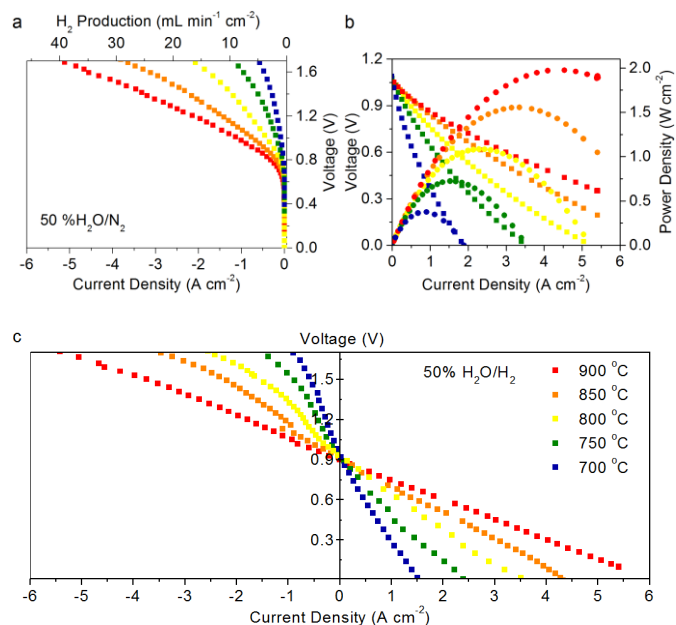 a
H₂ Production (mL min⁻¹ cm⁻²)
40 30 20 10 0
1.6
1.2
0.8
0.4
0.0
Voltage (V)
50 %H₂O/N₂
-6 -5 -4 -3 -2 -1 0
Current Density (A cm⁻²)
b
1.2
0.9
0.6
0.3
0.0
Voltage (V)
2.0
1.5
1.0
0.5
0.0
Power Density (W cm⁻²)
0 1 2 3 4 5 6
Current Density (A cm⁻²)
c
Voltage (V)
1.5
1.2
0.9
0.6
0.3
50% H₂O/H₂
900 °C
850 °C
800 °C
750 °C
700 °C
-6 -5 -4 -3 -2 -1 0 1 2 3 4 5 6
Current Density (A cm⁻²)